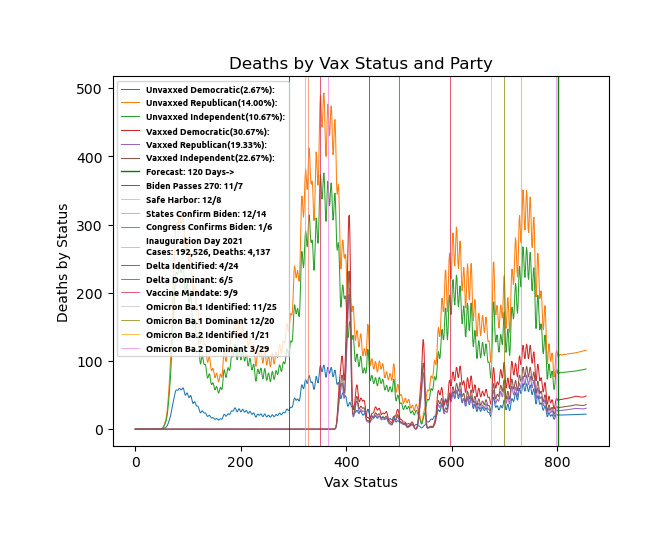 Deaths by Vax Status and Party
Deaths by Status
500
400
300
200
100
0
Unvaxxed Democratic(2.67%):
Unvaxxed Republican(14.00%):
Unvaxxed Independent(10.67%):
Vaxxed Democratic(30.67%):
Vaxxed Republican(19.33%):
Vaxxed Independent(22.67%):
Forecast: 120 Days->
Biden Passes 270: 11/7
Safe Harbor: 12/8
States Confirm Biden: 12/14
Congress Confirms Biden: 1/6
Inauguration Day 2021
Cases: 192,526, Deaths: 4,137
Delta Identified: 4/24
Delta Dominant: 6/5
Vaccine Mandate: 9/9
Omicron Ba.1 Identified: 11/25
Omicron Ba.1 Dominant 12/20
Omicron Ba.2 Identified 1/21
Omicron Ba.2 Dominant 3/29
0 200 400 600 800
Vax Status